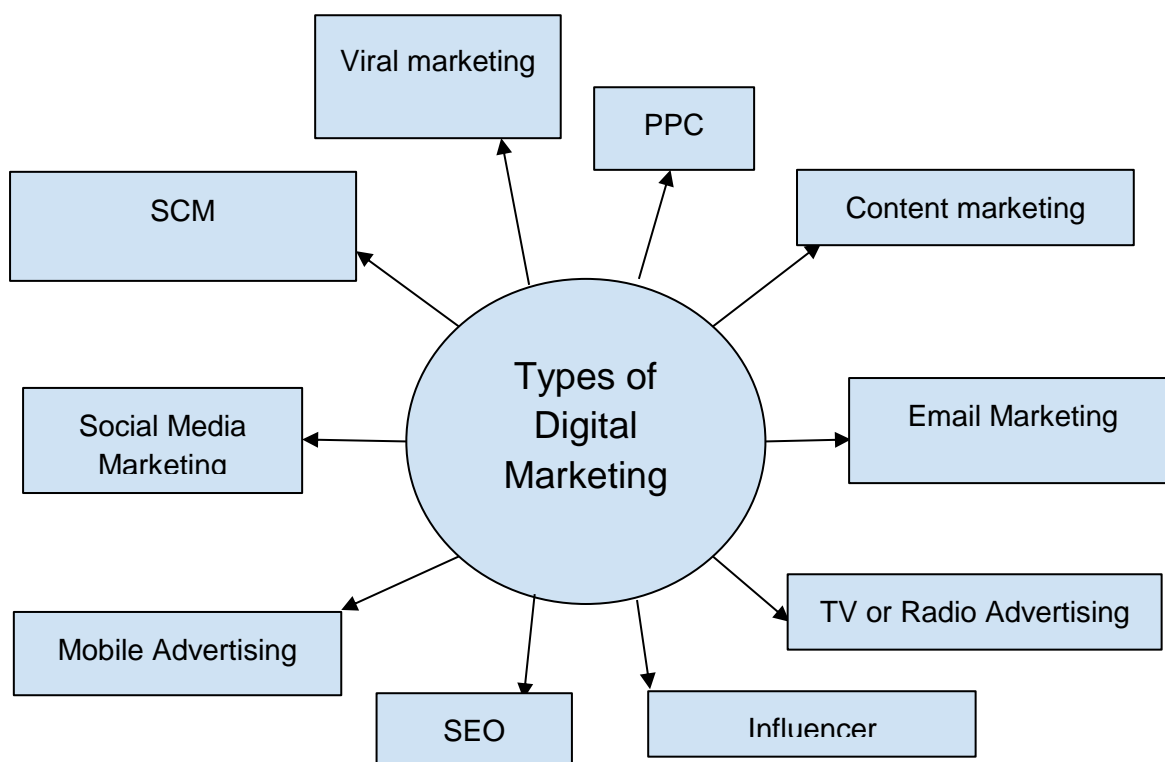 Viral marketing
PPC
SCM
Content marketing
Types of
Digital
Marketing
Social Media
Marketing
Email Marketing
Mobile Advertising
TV or Radio Advertising
SEO
Influencer